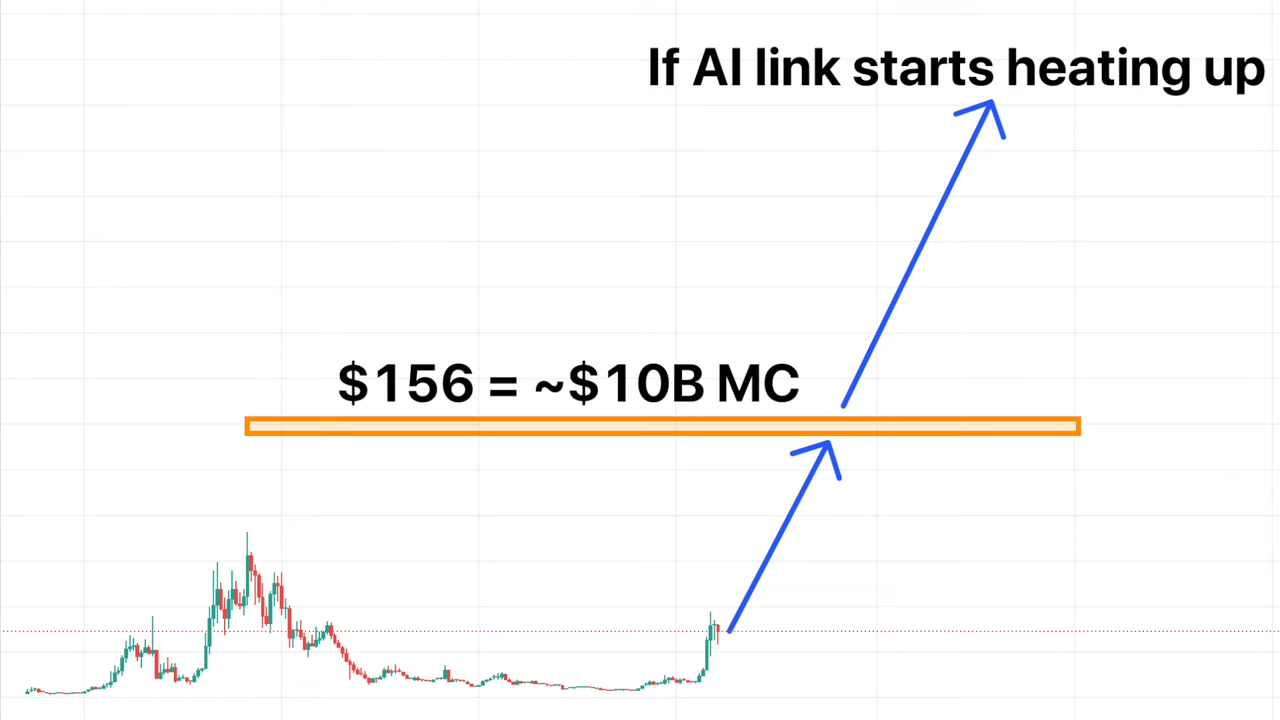 If AI link starts heating up
$156 = ~$10B MC